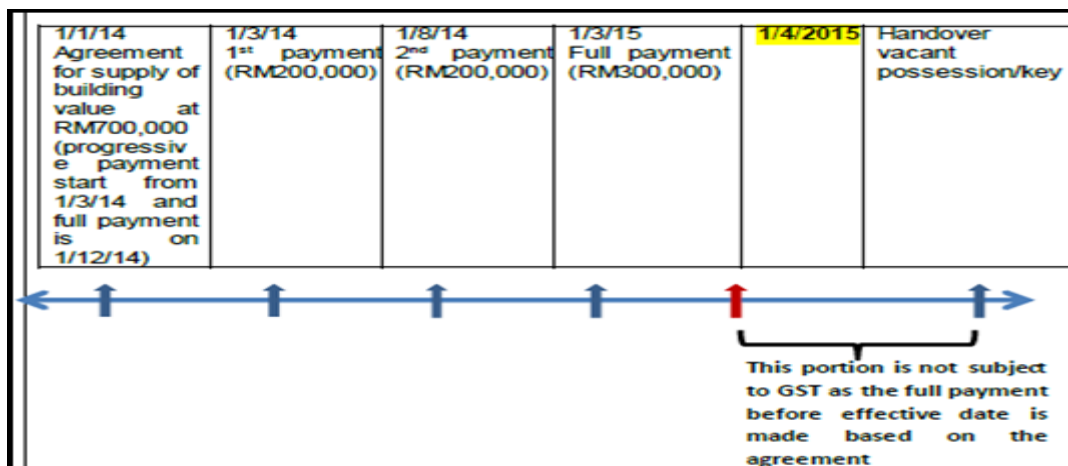 1/1/14
Agreement
for supply of
building
value at
RM700,000
(progressiv
e payment
start from
1/3/14 and
full payment
is on
1/12/14)
1/3/14
1st payment
(RM200,000)
1/8/14
2nd payment
(RM200,000)
1/3/15
Full payment
(RM300,000)
1/4/2015
Handover
vacant
possession/key
This portion is not subject
to GST as the full payment
before effective date is
made based on the
agreement